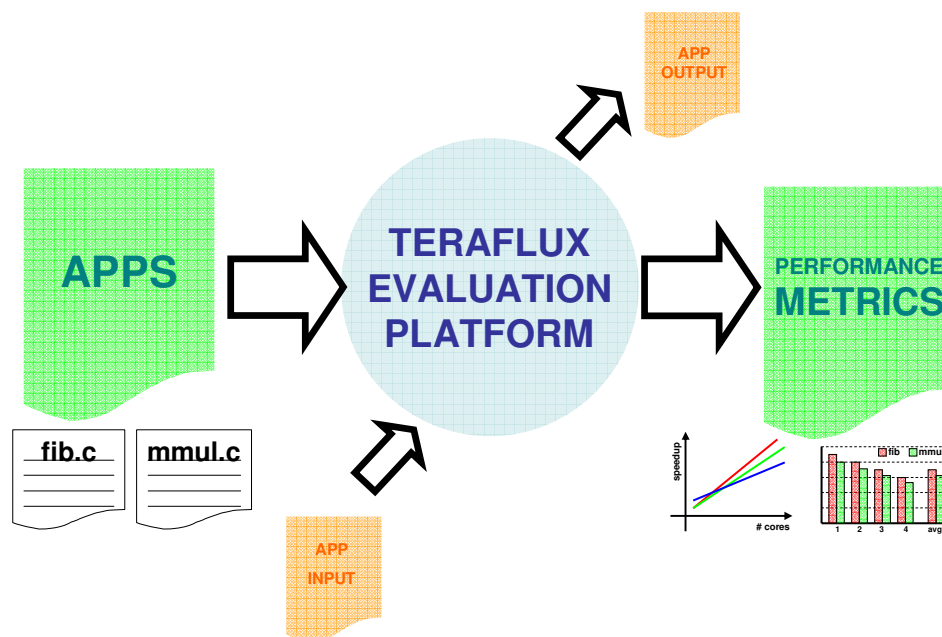 APP
OUTPUT
APPS
TERAFLUX
EVALUATION
PLATFORM
PERFORMANCE
METRICS
fib.c
mmul.c
speedup
# cores
fib
mmul
1
2
3
4
avg
APP
INPUT